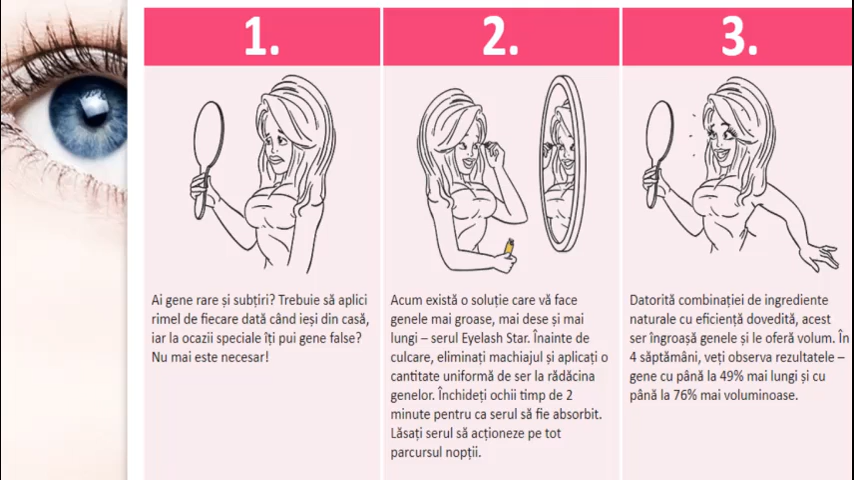 1.
Ai gene rare și subțiri? Trebuie să aplici
rimel de fiecare dată când ieși din casă,
iar la ocazii speciale îți pui gene false?
Nu mai este necesar!
2.
Acum există o soluție care vă face
genele mai groase, mai dese și mai
lungi – serul Eyelash Star. Înainte de
culcare, eliminați machiajul și aplicați o
cantitate uniformă de ser la rădăcina
genelor. Închideți ochii timp de 2
minute pentru ca serul să fie absorbit.
Lăsați serul să acționeze pe tot
parcursul nopții.
3.
Datorită combinației de ingrediente
naturale cu eficiență dovedită, acest
ser îngroașă genele și le oferă volum. În
4 săptămâni, veți observa rezultatele –
gene cu până la 49% mai lungi și cu
până la 76% mai voluminoase.